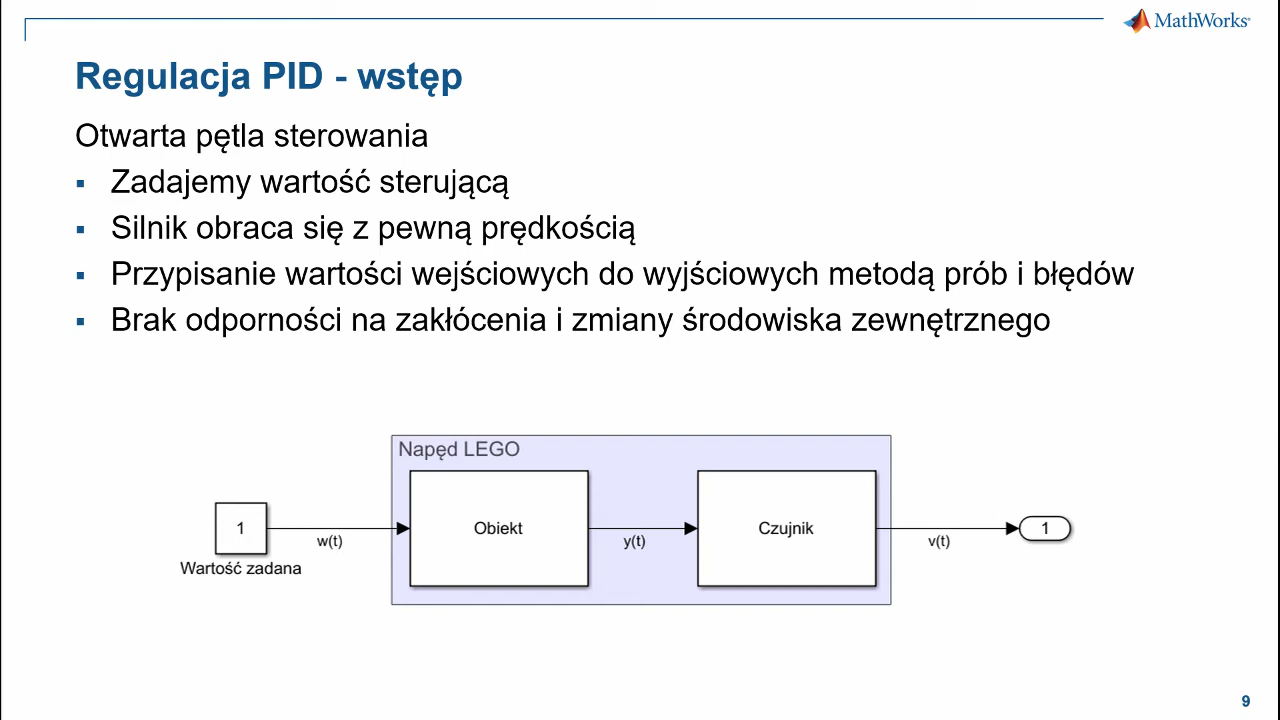 MathWorks®
Regulacja PID - wstęp
Otwarta pętla sterowania
▪ Zadajemy wartość sterującą
▪ Silnik obraca się z pewną prędkością
▪ Przypisanie wartości wejściowych do wyjściowych metodą prób i błędów
▪ Brak odporności na zakłócenia i zmiany środowiska zewnętrznego
Napęd LEGO
1
Wartość zadana
w(t)
Obiekt
y(t)
Czujnik
v(t)
1
9